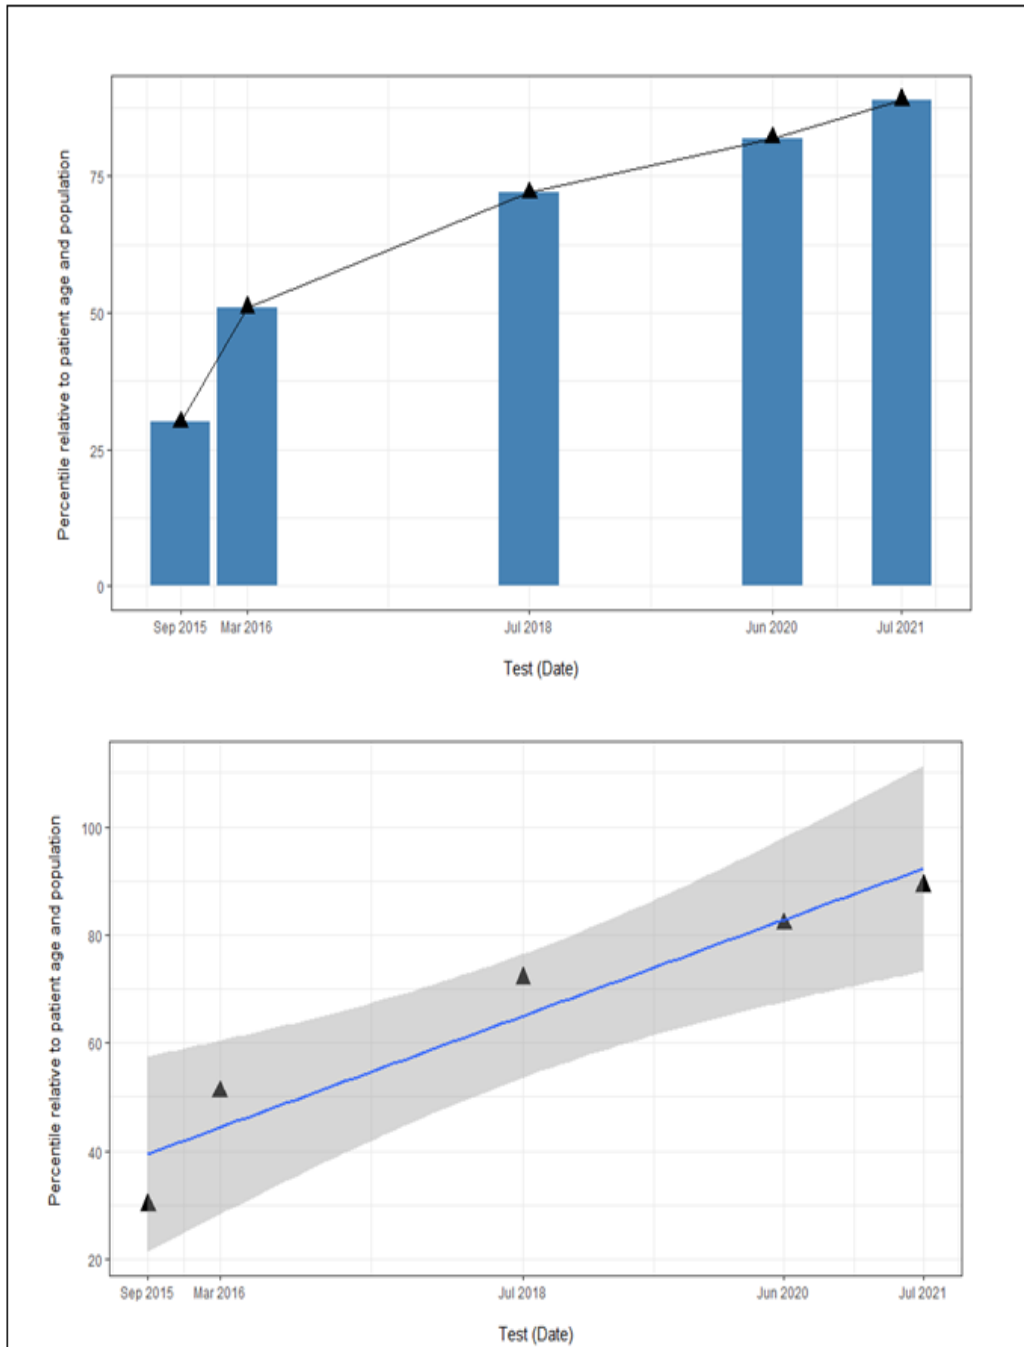 Percentile relative to patient age and population
75
50
25
0
Sep 2015 Mar 2016 Jul 2018 Jun 2020 Jul 2021
Test (Date)
Percentile relative to patient age and population
100
80
60
40
20
Sep 2015 Mar 2016 Jul 2018 Jun 2020 Jul 2021
Test (Date)